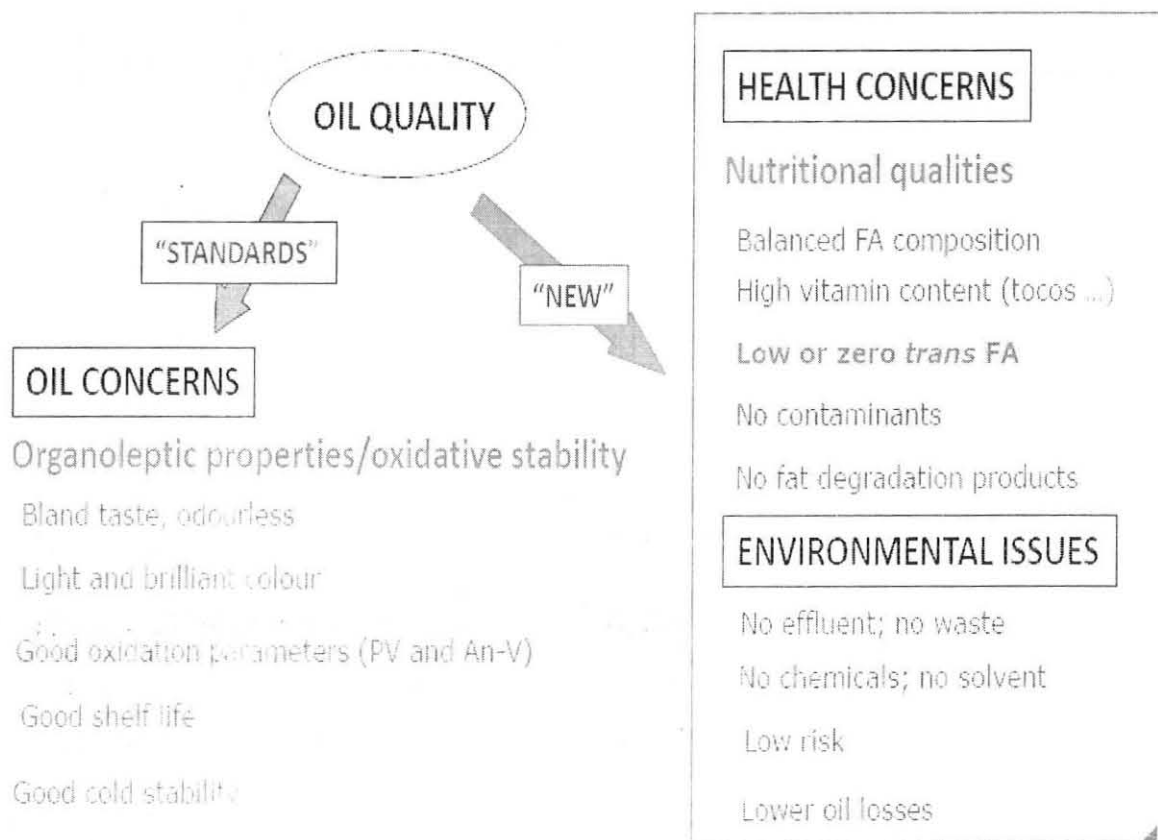 OIL QUALITY
“STANDARDS”
“NEW”
OIL CONCERNS
Organoleptic properties/oxidative stability
Bland taste, odourless
Light and brilliant colour
Good oxidation parameters (PV and An-V)
Good shelf life
Good cold stability
HEALTH CONCERNS
Nutritional qualities
Balanced FA composition
High vitamin content (tocos ...)
Low or zero trans FA
No contaminants
No fat degradation products
ENVIRONMENTAL ISSUES
No effluent; no waste
No chemicals; no solvent
Low risk
Lower oil losses